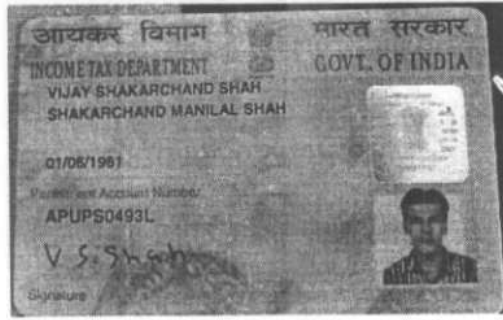 आयकर विभाग
भारत सरकार
INCOME TAX DEPARTMENT
GOVT. OF INDIA
VIJAY SHAKARCHAND SHAH
SHAKARCHAND MANILAL SHAH
01/06/1961
Permanent Account Number
APUPS0493L
V S. Shah
Signature